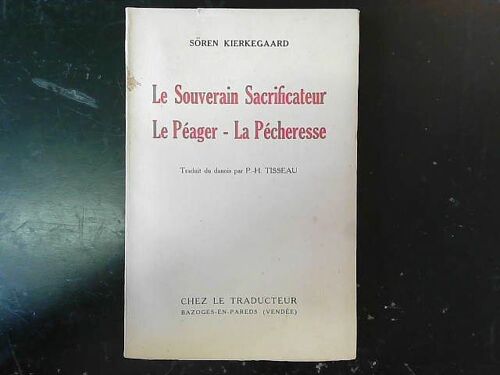 SÖREN KIERKEGAARD
Le Souverain Sacrificateur
Le Péager - La Pécheresse
Traduit du danois par P.-H. TISSEAU
CHEZ LE TRADUCTEUR
BAZOGES-EN-PAREDS (VENDÉE)